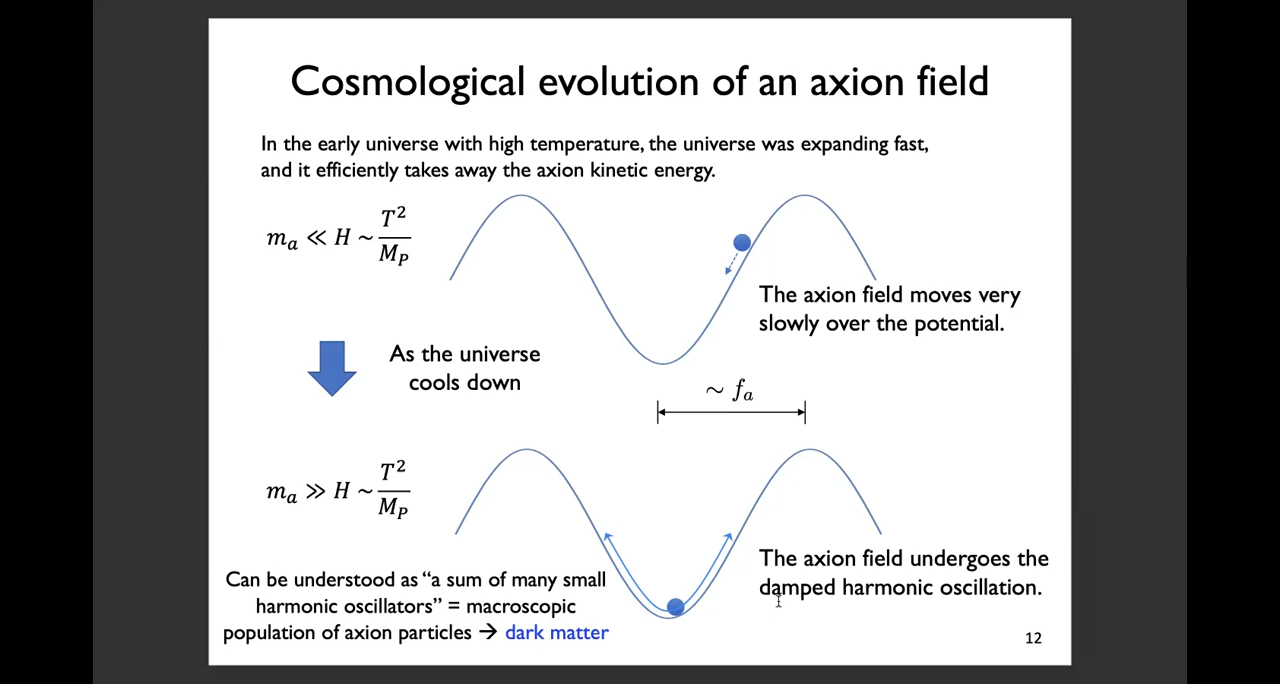 Cosmological evolution of an axion field
In the early universe with high temperature, the universe was expanding fast,
and it efficiently takes away the axion kinetic energy.
m_a ≪ H ~ T²/M_P
The axion field moves very
slowly over the potential.
As the universe
cools down
~ f_a
m_a ≫ H ~ T²/M_P
The axion field undergoes the
damped harmonic oscillation.
Can be understood as “a sum of many small
harmonic oscillators” = macroscopic
population of axion particles → dark matter
12